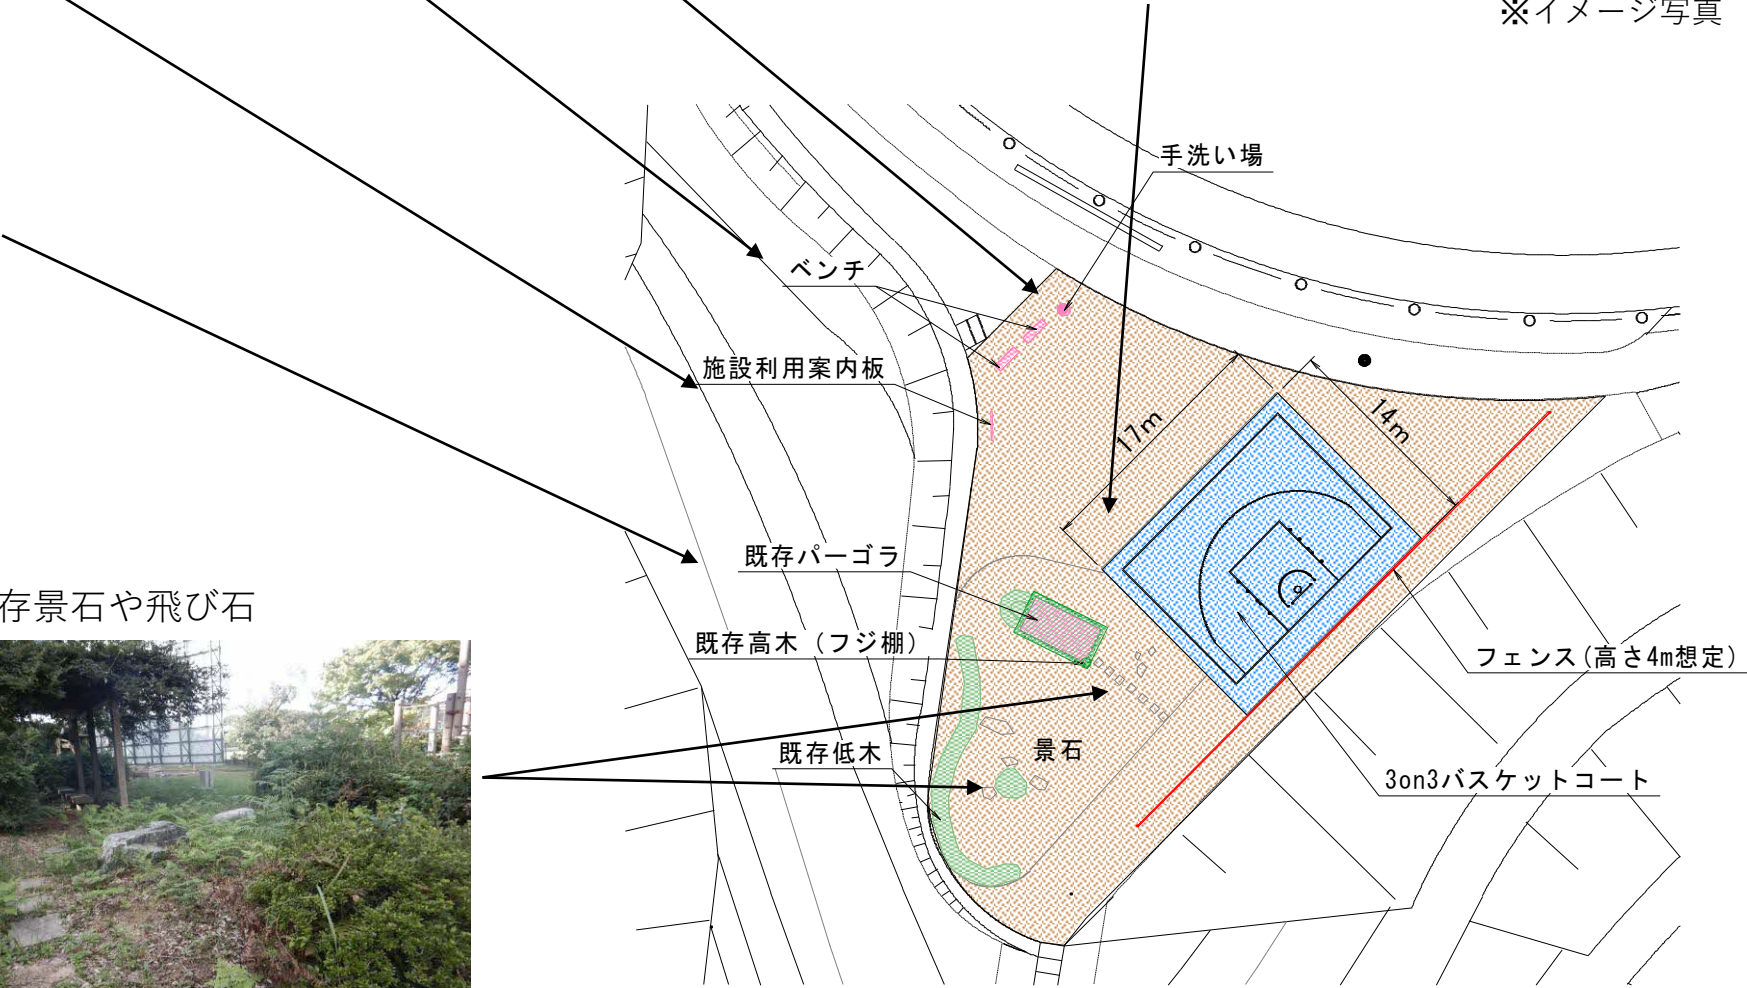 ※イメージ写真
手洗い場
ベンチ
施設利用案内板
17m
14m
既存パーゴラ
存景石や飛び石
既存高木（フジ棚）
フェンス(高さ4m想定)
景石
既存低木
3on3バスケットコート